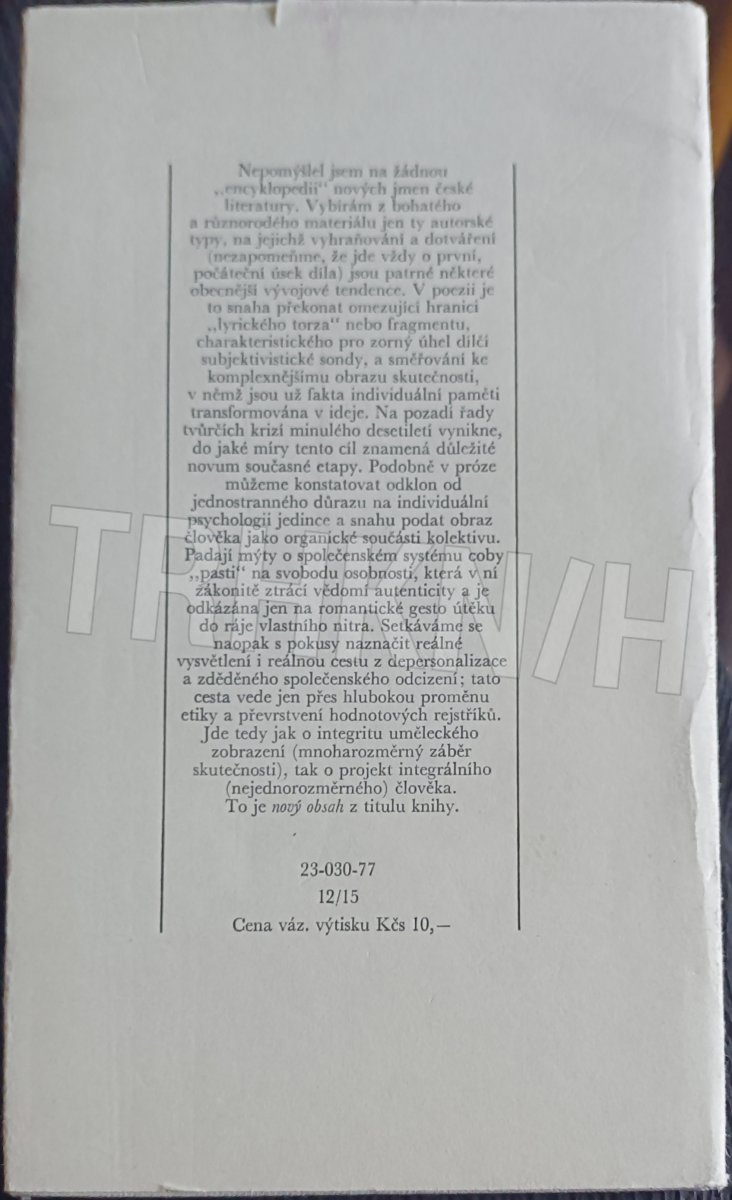 Nepomýšlel jsem na žádnou
„encyklopedii“ nových jmen české
literatury. Vybírám z bohatého
a různorodého materiálu jen ty autorské
typy, na jejichž vyhraňování a dotváření
(nezapomeňme, že jde vždy o první,
počáteční úsek díla) jsou patrné některé
obecnější vývojové tendence. V poezii je
to snaha překonat omezující hranici
„lyrického torza“ nebo fragmentu,
charakteristického pro zorný úhel dílčí
subjektivistické sondy, a směřování ke
komplexnějšímu obrazu skutečnosti,
v němž jsou už fakta individuální paměti
transformována v ideje. Na pozadí řady
tvůrčích krizí minulého desetiletí vynikne,
do jaké míry tento cíl znamená důležité
novum současné etapy. Podobně v próze
můžeme konstatovat odklon od
jednostranného důrazu na individuální
psychologii jedince a snahu podat obraz
člověka jako organické součásti kolektivu.
Padají mýty o společenském systému coby
„pasti“ na svobodu osobnosti, která v ní
zákonitě ztrácí vědomí autenticity a je
odkázána jen na romantické gesto útěku
do ráje vlastního nitra. Setkáváme se
naopak s pokusy naznačit reálné
vysvětlení i reálnou cestu z depersonalizace
a zděděného společenského odcizení; tato
cesta vede jen přes hlubokou proměnu
etiky a převrstvení hodnotových rejstříků.
Jde tedy jak o integritu uměleckého
zobrazení (mnoharozměrný záběr
skutečnosti), tak o projekt integrálního
(nejednorozměrného) člověka.
To je nový obsah z titulu knihy.
23-030-77
12/15
Cena váz. výtisku Kčs 10,—